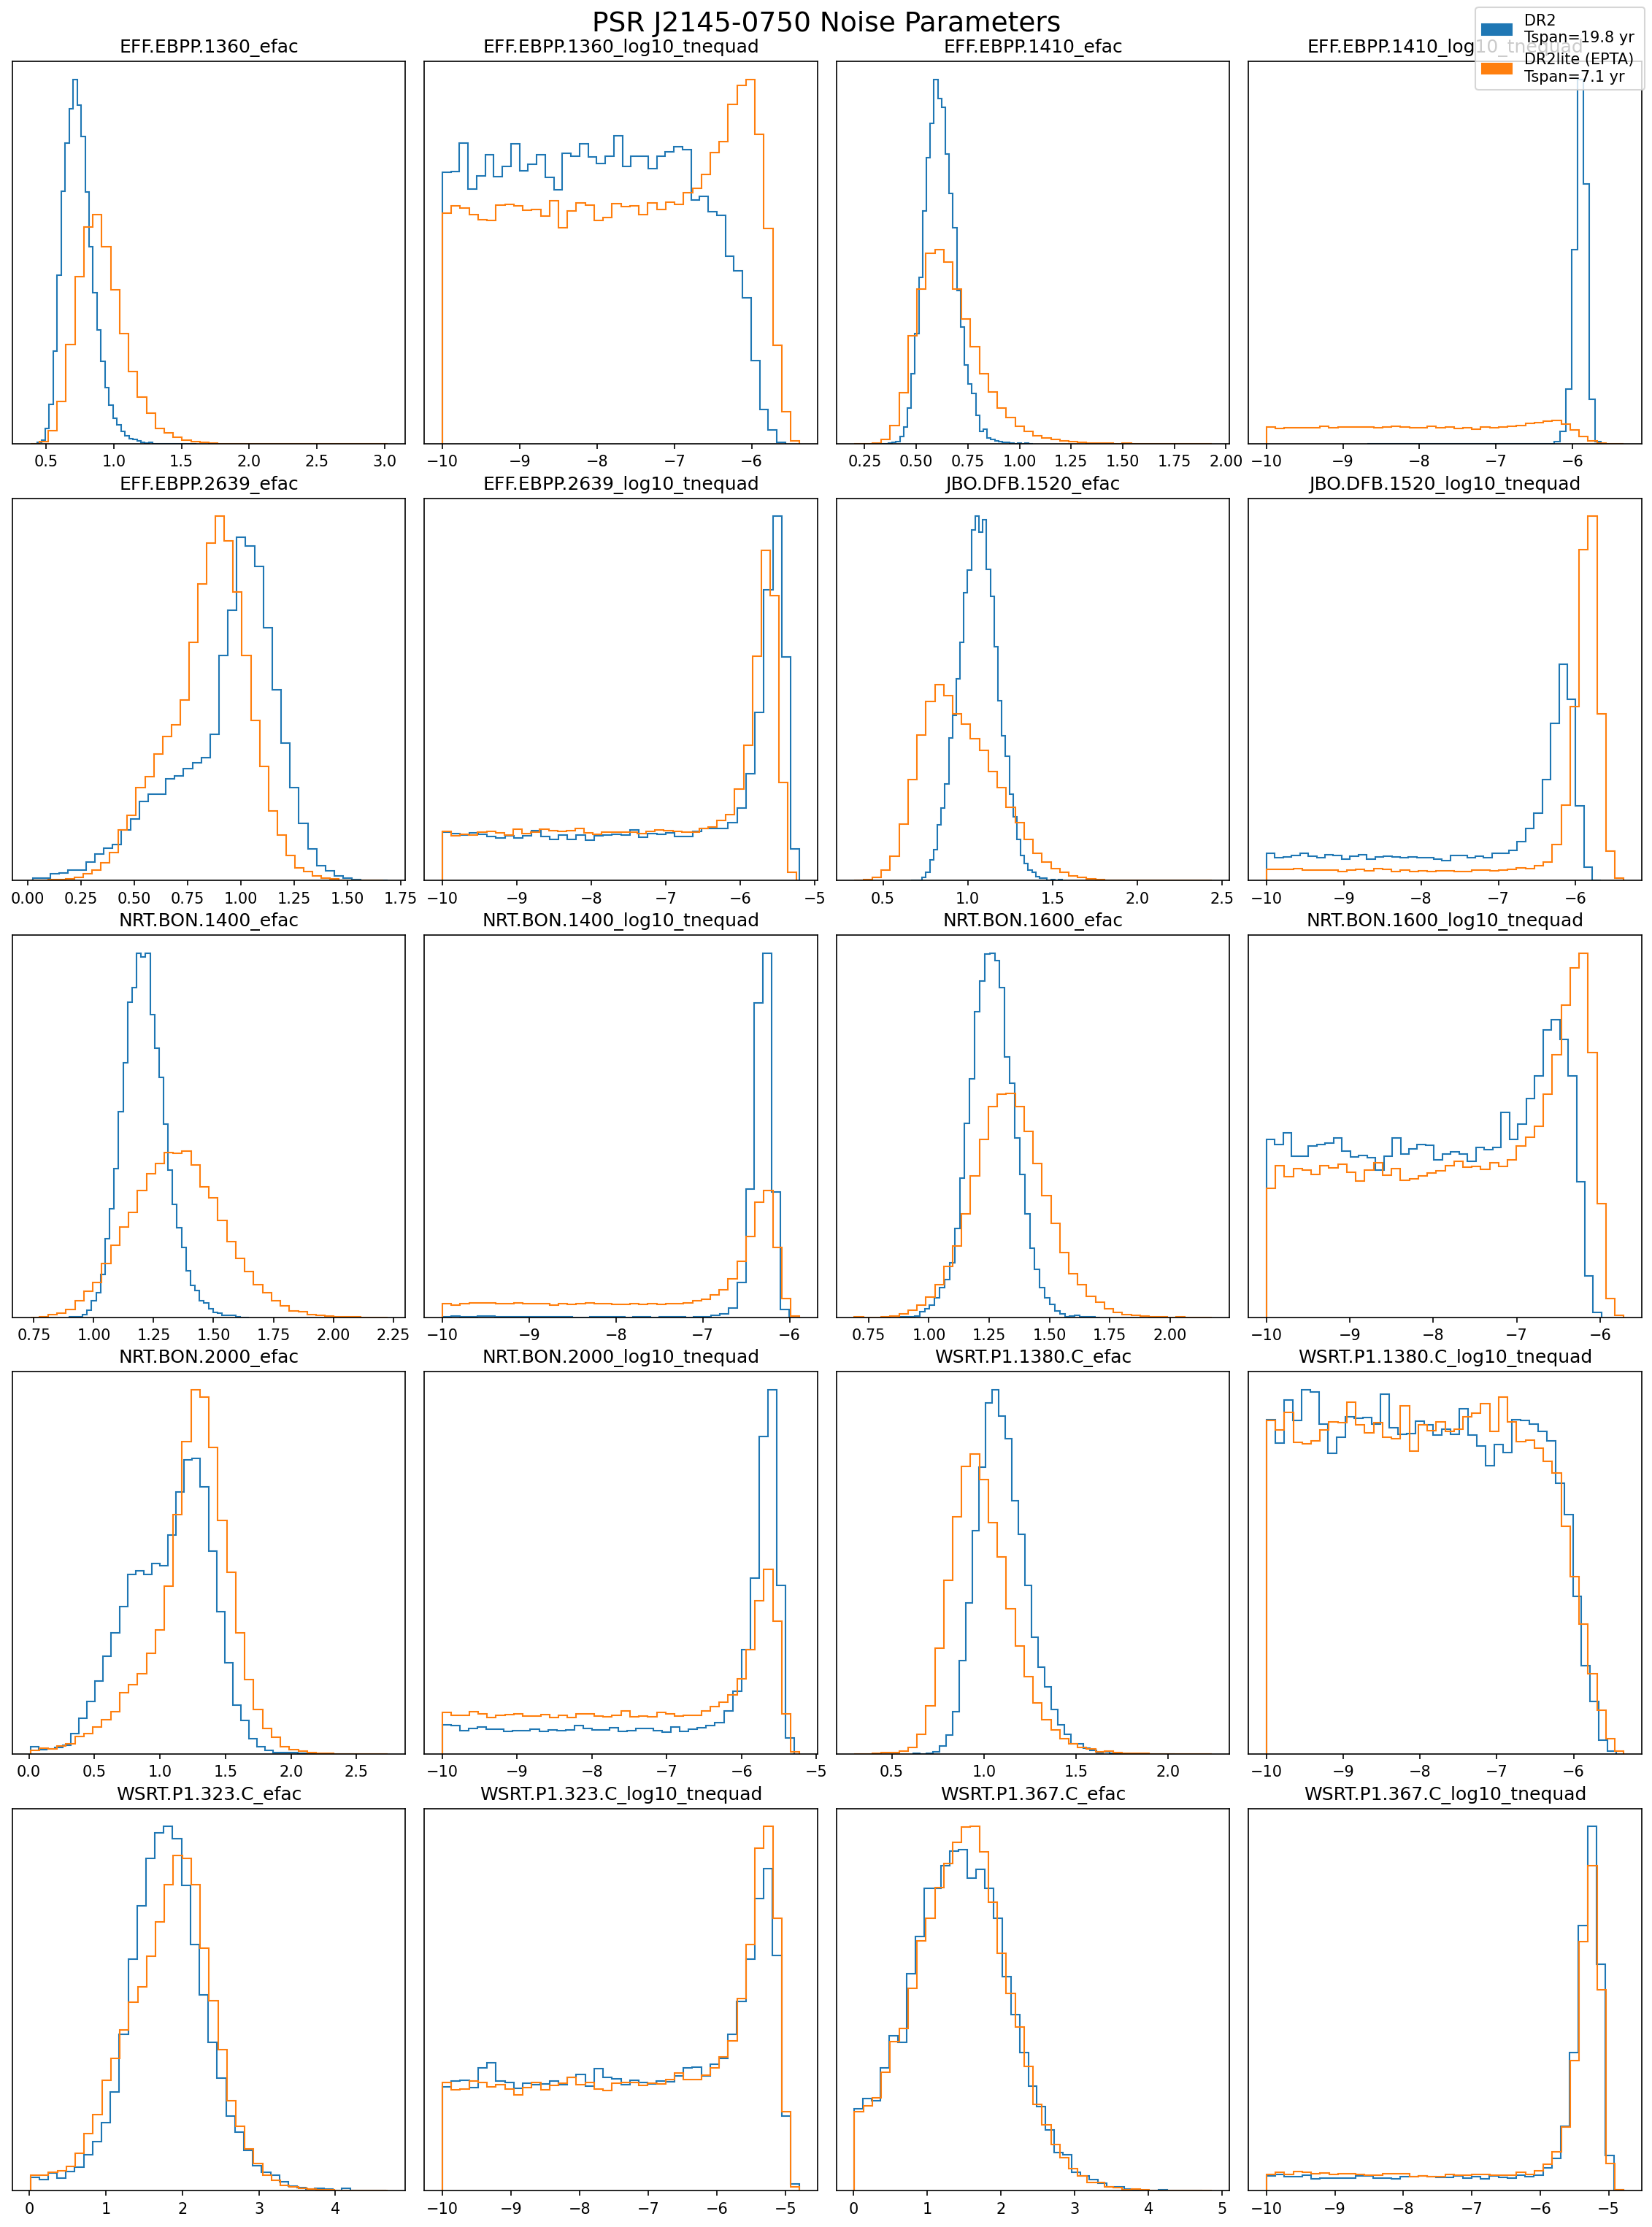 PSR J2145-0750 Noise Parameters
DR2
Tspan=19.8 yr
DR2lite (EPTA)
Tspan=7.1 yr
EFF.EBPP.1360_efac
EFF.EBPP.1360_log10_tnequad
EFF.EBPP.1410_efac
EFF.EBPP.1410_log10_tnequad
0.5 1.0 1.5 2.0 2.5 3.0
−10 −9 −8 −7 −6
0.25 0.50 0.75 1.00 1.25 1.50 1.75 2.00
−10 −9 −8 −7 −6
EFF.EBPP.2639_efac
EFF.EBPP.2639_log10_tnequad
JBO.DFB.1520_efac
JBO.DFB.1520_log10_tnequad
0.00 0.25 0.50 0.75 1.00 1.25 1.50 1.75
−10 −9 −8 −7 −6 −5
0.5 1.0 1.5 2.0 2.5
−10 −9 −8 −7 −6
NRT.BON.1400_efac
NRT.BON.1400_log10_tnequad
NRT.BON.1600_efac
NRT.BON.1600_log10_tnequad
0.75 1.00 1.25 1.50 1.75 2.00 2.25
−10 −9 −8 −7 −6
0.75 1.00 1.25 1.50 1.75 2.00
−10 −9 −8 −7 −6
NRT.BON.2000_efac
NRT.BON.2000_log10_tnequad
WSRT.P1.1380.C_efac
WSRT.P1.1380.C_log10_tnequad
0.0 0.5 1.0 1.5 2.0 2.5
−10 −9 −8 −7 −6 −5
0.5 1.0 1.5 2.0
−10 −9 −8 −7 −6
WSRT.P1.323.C_efac
WSRT.P1.323.C_log10_tnequad
WSRT.P1.367.C_efac
WSRT.P1.367.C_log10_tnequad
0 1 2 3 4
−10 −9 −8 −7 −6 −5
0 1 2 3 4 5
−10 −9 −8 −7 −6 −5